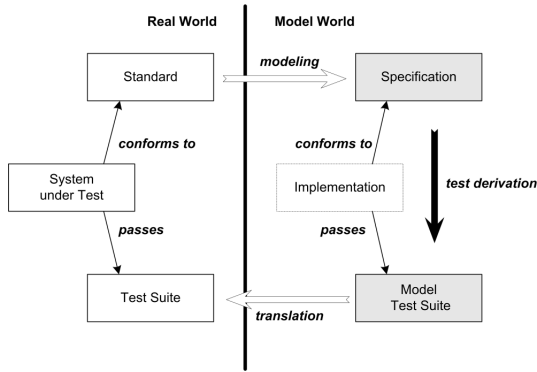 Real World
Model World
modeling
Standard
Specification
conforms to
conforms to
System
under Test
Implementation
test derivation
passes
passes
Test Suite
Model
Test Suite
translation